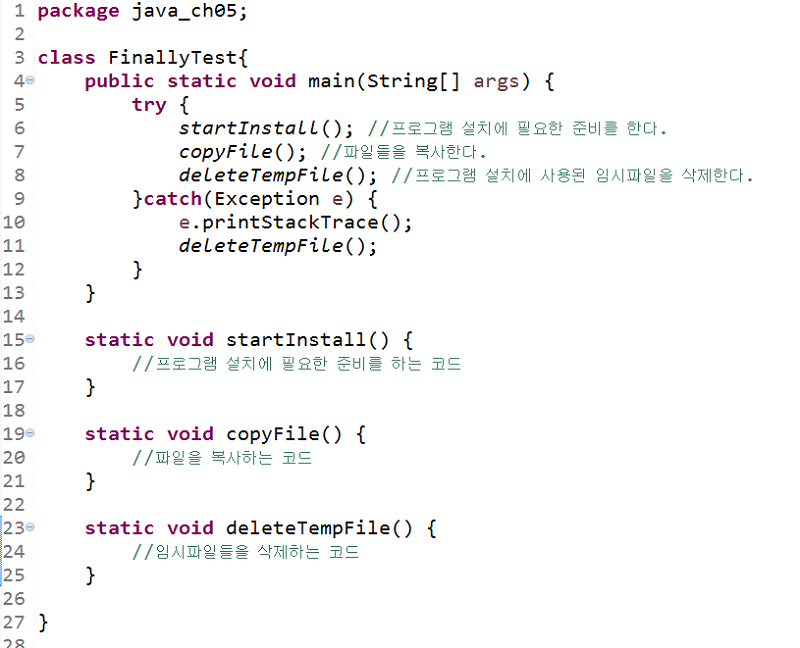 1 package java_ch05;
2
3 class FinallyTest{
4 public static void main(String[] args) {
5 try {
6 startInstall(); //프로그램 설치에 필요한 준비를 한다.
7 copyFile(); //파일들을 복사한다.
8 deleteTempFile(); //프로그램 설치에 사용된 임시파일을 삭제한다.
9 }catch(Exception e) {
10 e.printStackTrace();
11 deleteTempFile();
12 }
13 }
14
15 static void startInstall() {
16 //프로그램 설치에 필요한 준비를 하는 코드
17 }
18
19 static void copyFile() {
20 //파일을 복사하는 코드
21 }
22
23 static void deleteTempFile() {
24 //임시파일들을 삭제하는 코드
25 }
26
27 }
28